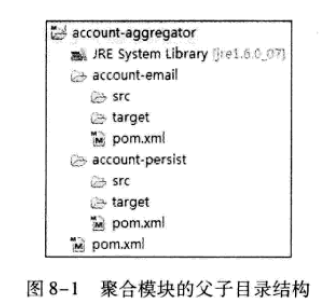 account-aggregator
JRE System Library [jre1.6.0_07]
account-email
src
target
pom.xml
account-persist
src
target
pom.xml
pom.xml
图 8-1 聚合模块的父子目录结构